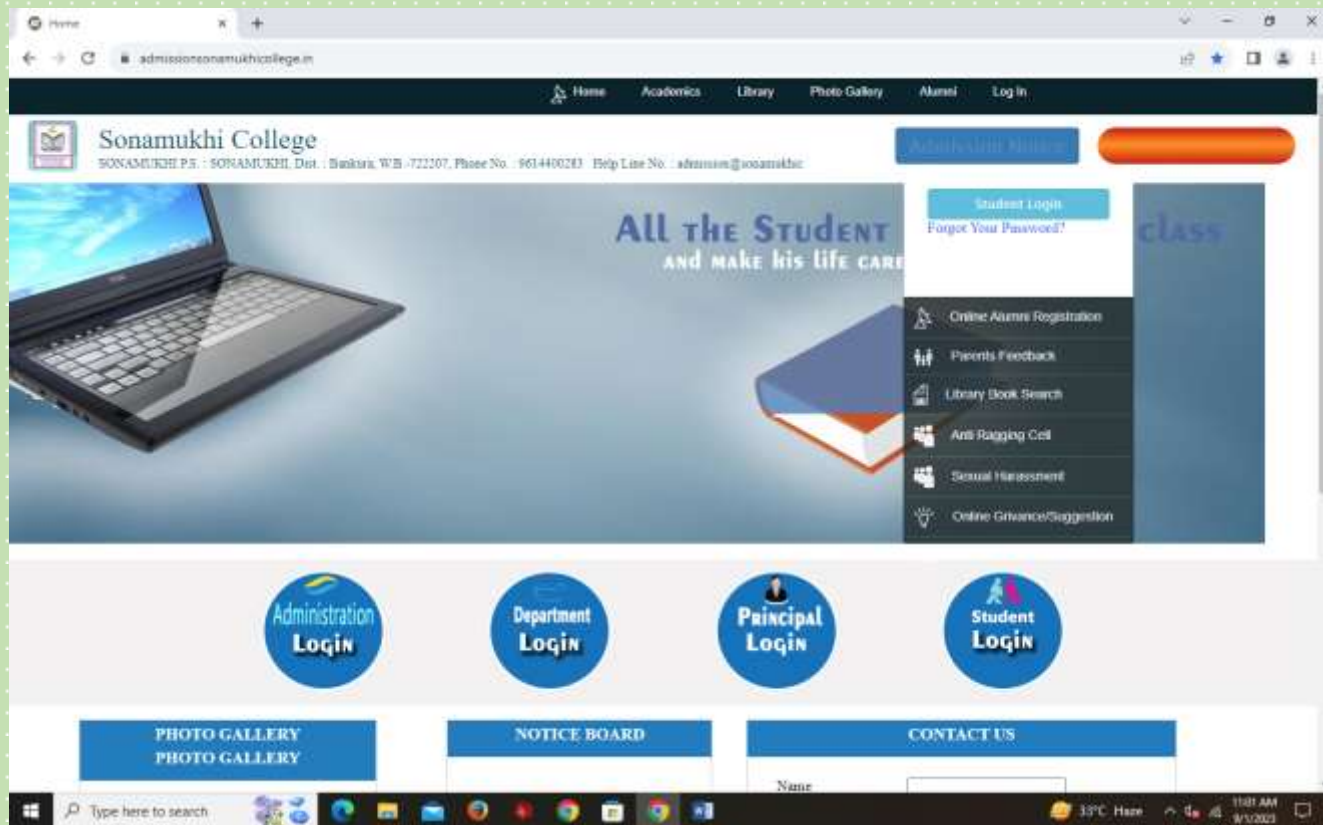 Home
admissionsonamukhicollege.in
Home Academics Library Photo Gallery Alumni Log In
Sonamukhi College
SONAMUKHI P.S. : SONAMUKHI, Dist. : Bankura, W.B.-722207, Phone No. : 9614400283 Help Line No. : admission@sonamukhic
Admission Notice
Student Login
Forgot Your Password?
All the Student class
and make his life care
Online Alumni Registration
Parents Feedback
Library Book Search
Anti Ragging Cell
Sexual Harassment
Online Grivance/Suggestion
Administration
Login
Department
Login
Principal
Login
Student
Login
PHOTO GALLERY
PHOTO GALLERY
NOTICE BOARD
CONTACT US
Name
Type here to search
33°C Haze
11:01 AM
9/1/2023